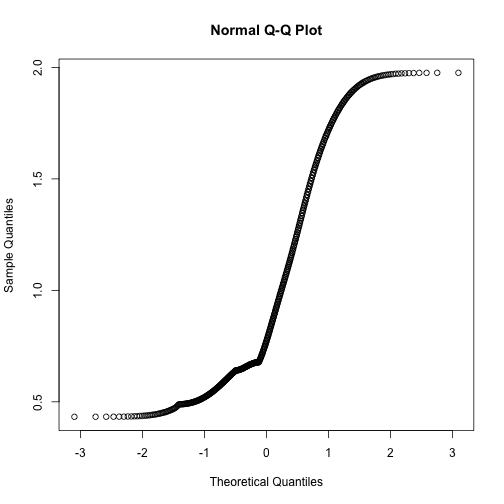 Normal Q-Q Plot
2.0
1.5
1.0
0.5
Sample Quantiles
-3 -2 -1 0 1 2 3
Theoretical Quantiles